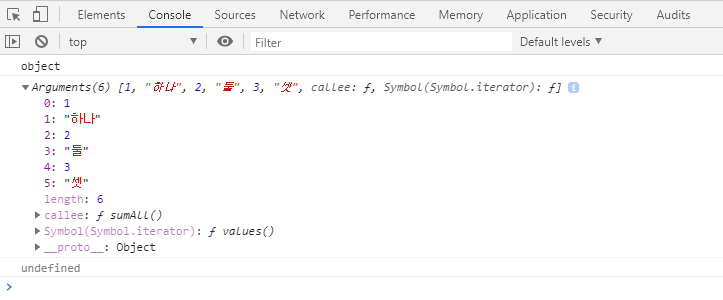 Elements Console Sources Network Performance Memory Application Security Audits
top Filter Default levels
object
Arguments(6) [1, "하나", 2, "둘", 3, "셋", callee: ƒ, Symbol(Symbol.iterator): ƒ] i
0: 1
1: "하나"
2: 2
3: "둘"
4: 3
5: "셋"
length: 6
callee: ƒ sumAll()
Symbol(Symbol.iterator): ƒ values()
__proto__: Object
undefined